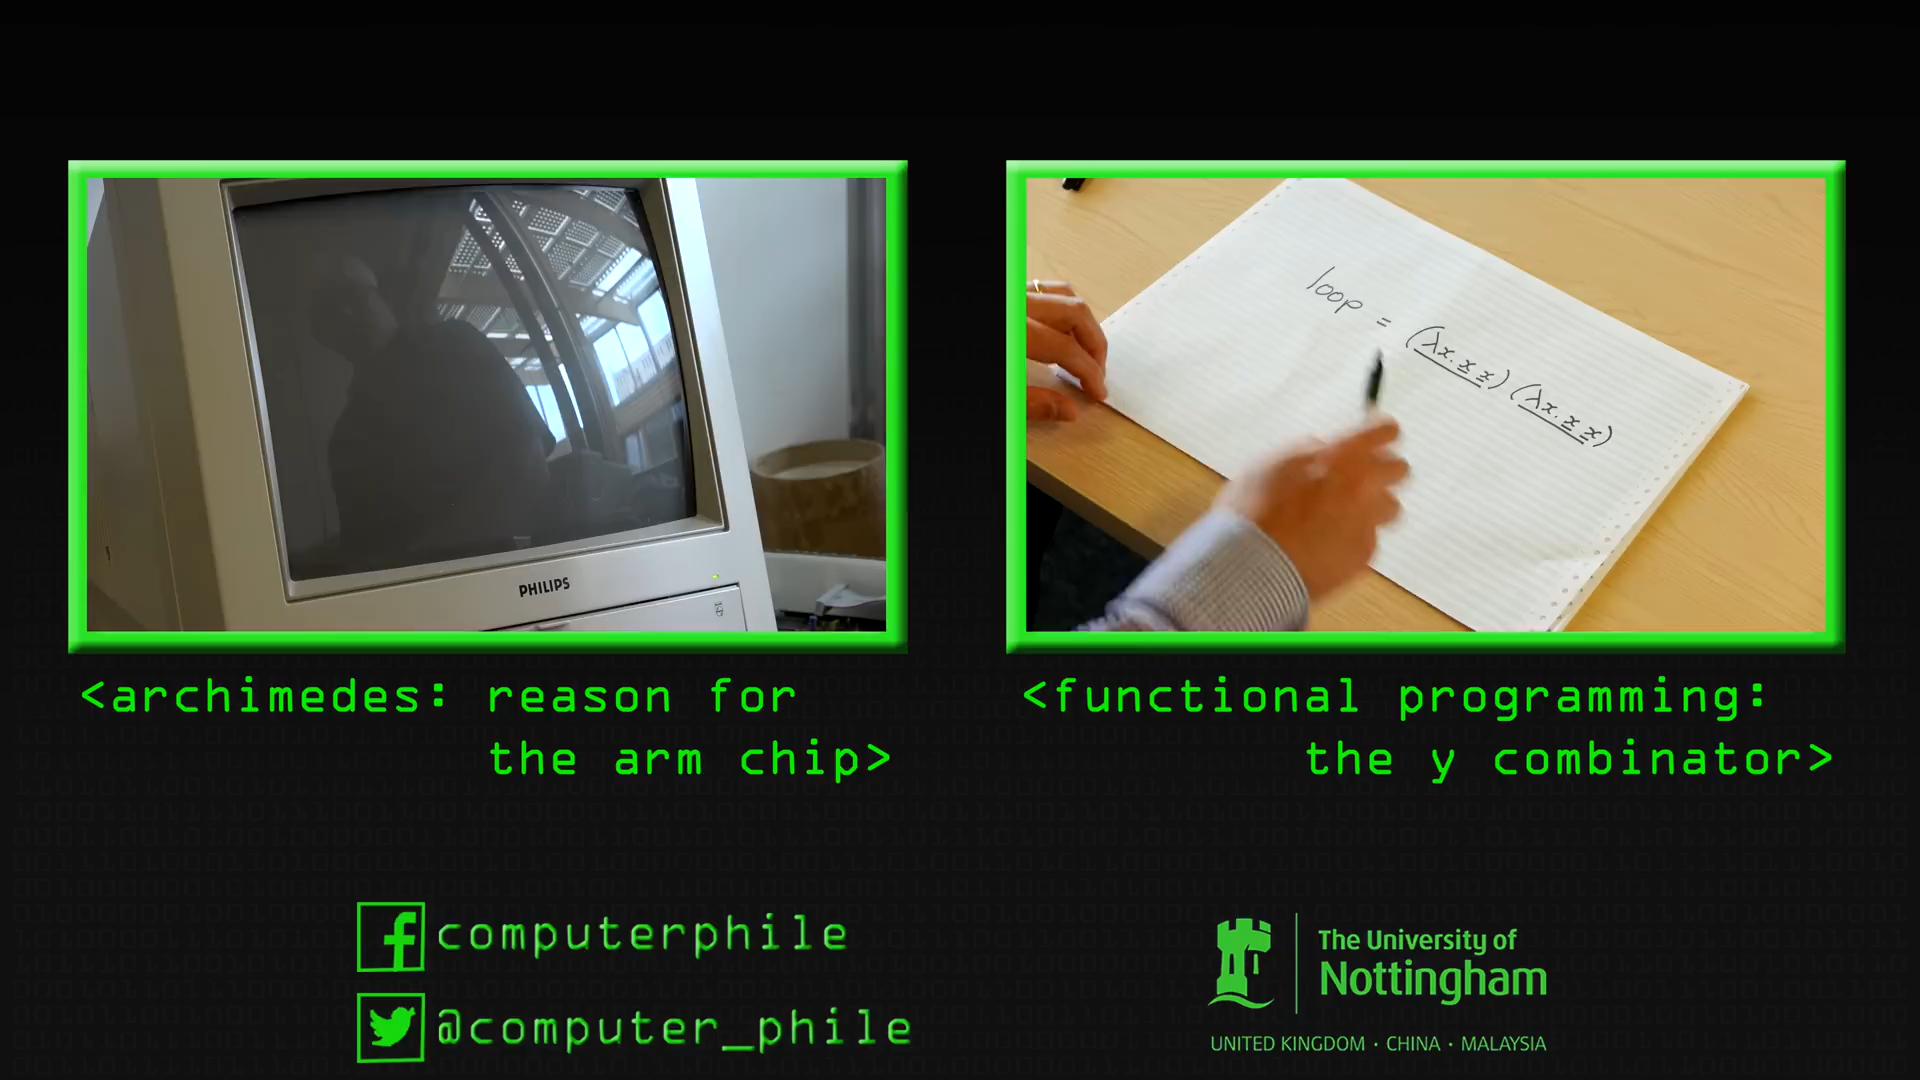 PHILIPS
loop = (λx. x x) (λx. x x)
<archimedes: reason for
the arm chip>
<functional programming:
the y combinator>
computerphile
@computer_phile
The University of
Nottingham
UNITED KINGDOM · CHINA · MALAYSIA